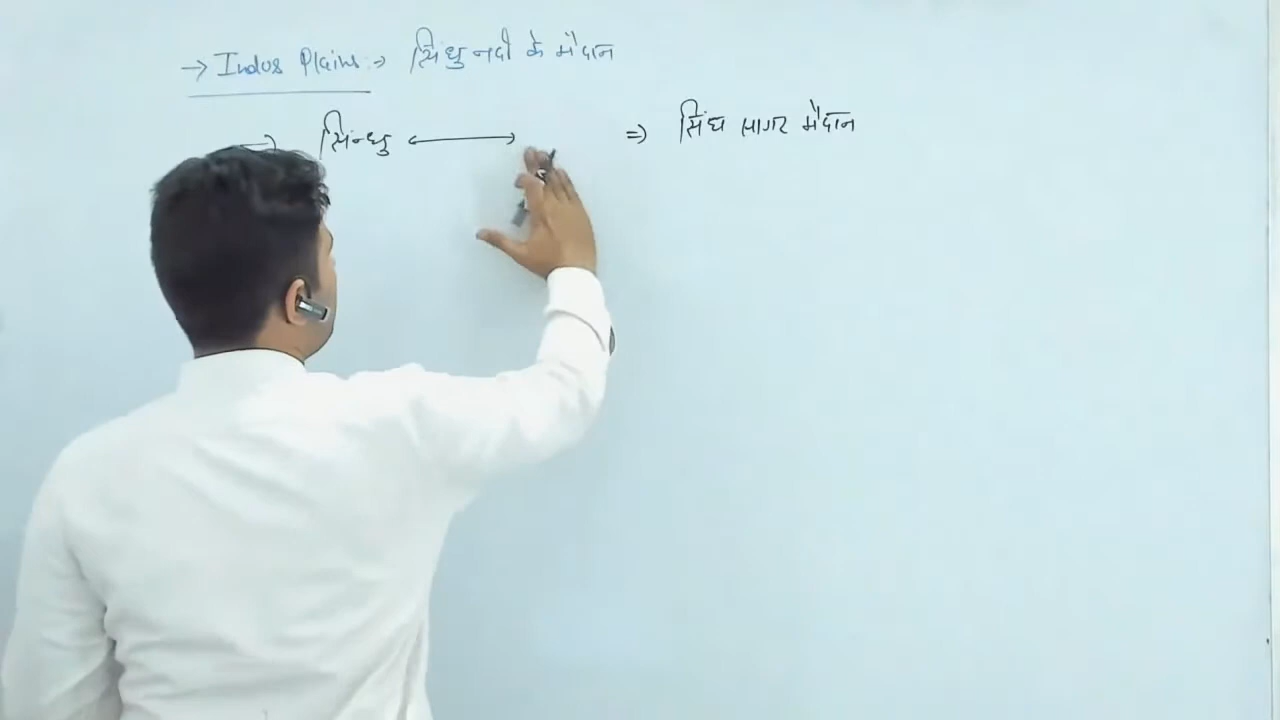 → Indus Plains :→ सिंधु नदी के मैदान
→ सिन्धु ↔ ⇒ सिंध सागर मैदान